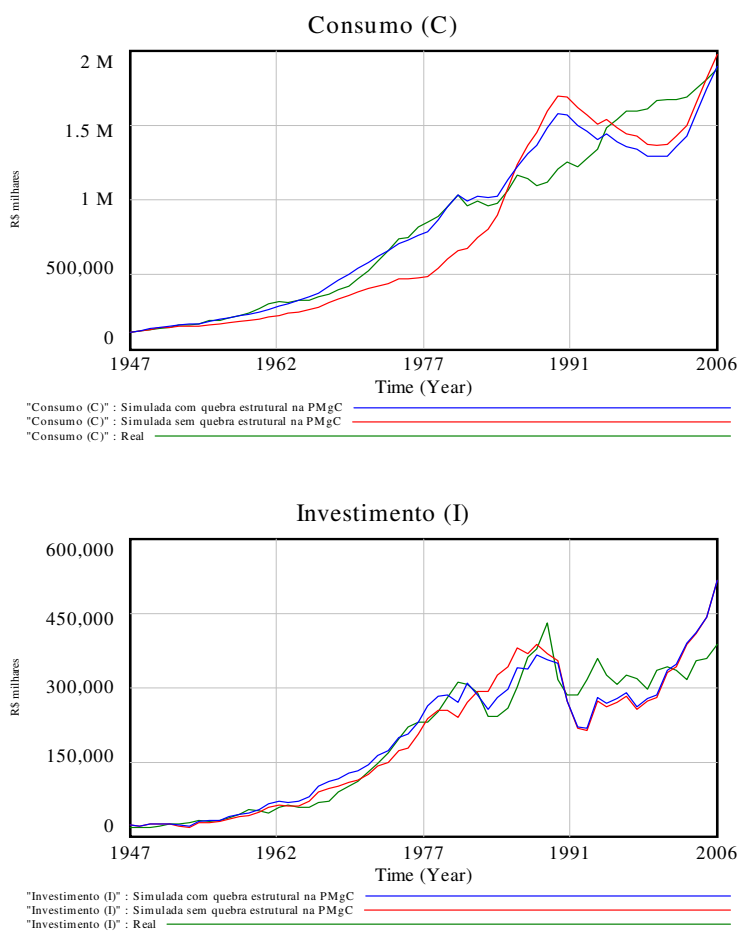 Consumo (C)
2 M
1.5 M
1 M
500,000
0
R$ milhares
1947 1962 1977 1991 2006
Time (Year)
"Consumo (C)" : Simulada com quebra estrutural na PMgC
"Consumo (C)" : Simulada sem quebra estrutural na PMgC
"Consumo (C)" : Real
Investimento (I)
600,000
450,000
300,000
150,000
0
R$ milhares
1947 1962 1977 1991 2006
Time (Year)
"Investimento (I)" : Simulada com quebra estrutural na PMgC
"Investimento (I)" : Simulada sem quebra estrutural na PMgC
"Investimento (I)" : Real